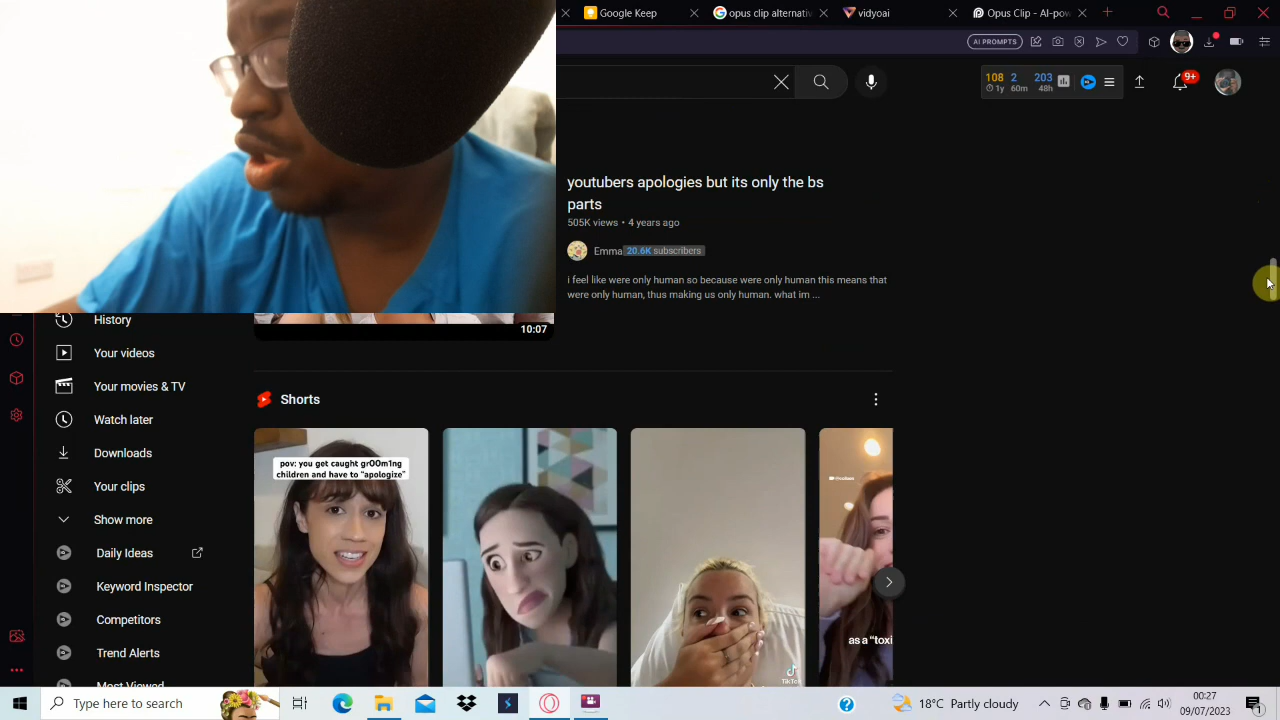 Google Keep
opus clip alternativ
vidyoai
Opus Clip - AI-pow
AI PROMPTS
108 2 203
1y 60m 48h
9+
youtubers apologies but its only the bs
parts
505K views • 4 years ago
Emma 20.6K subscribers
i feel like were only human so because were only human this means that
were only human, thus making us only human. what im ...
10:07
History
Your videos
Your movies & TV
Watch later
Downloads
Your clips
Show more
Daily Ideas
Keyword Inspector
Competitors
Trend Alerts
Most Viewed
Shorts
pov: you get caught gr00m1ng
children and have to "apologize"
TikTok
as a "toxi
Type here to search
18°C Partly cloudy
00:27
09/07/2023
1